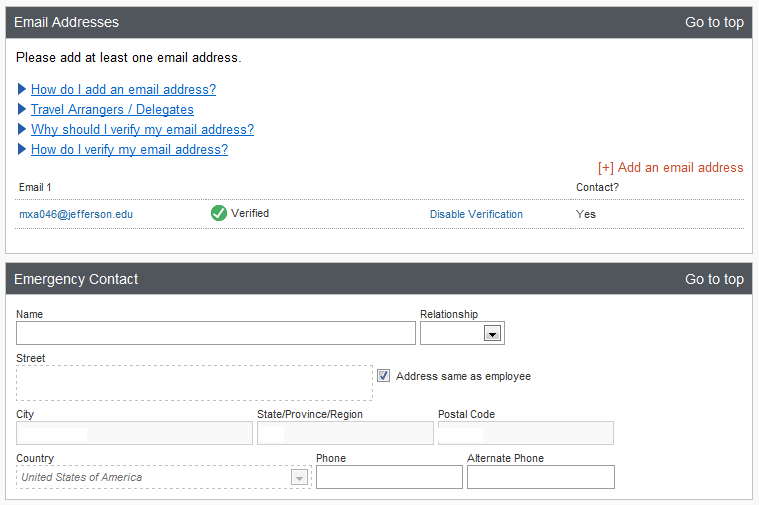 Email Addresses Go to top
Please add at least one email address.
How do I add an email address?
Travel Arrangers / Delegates
Why should I verify my email address?
How do I verify my email address?
[+] Add an email address
Email 1 Contact?
mxa046@jefferson.edu Verified Disable Verification Yes
Emergency Contact Go to top
Name Relationship
Street
Address same as employee
City State/Province/Region Postal Code
Country Phone Alternate Phone
United States of America